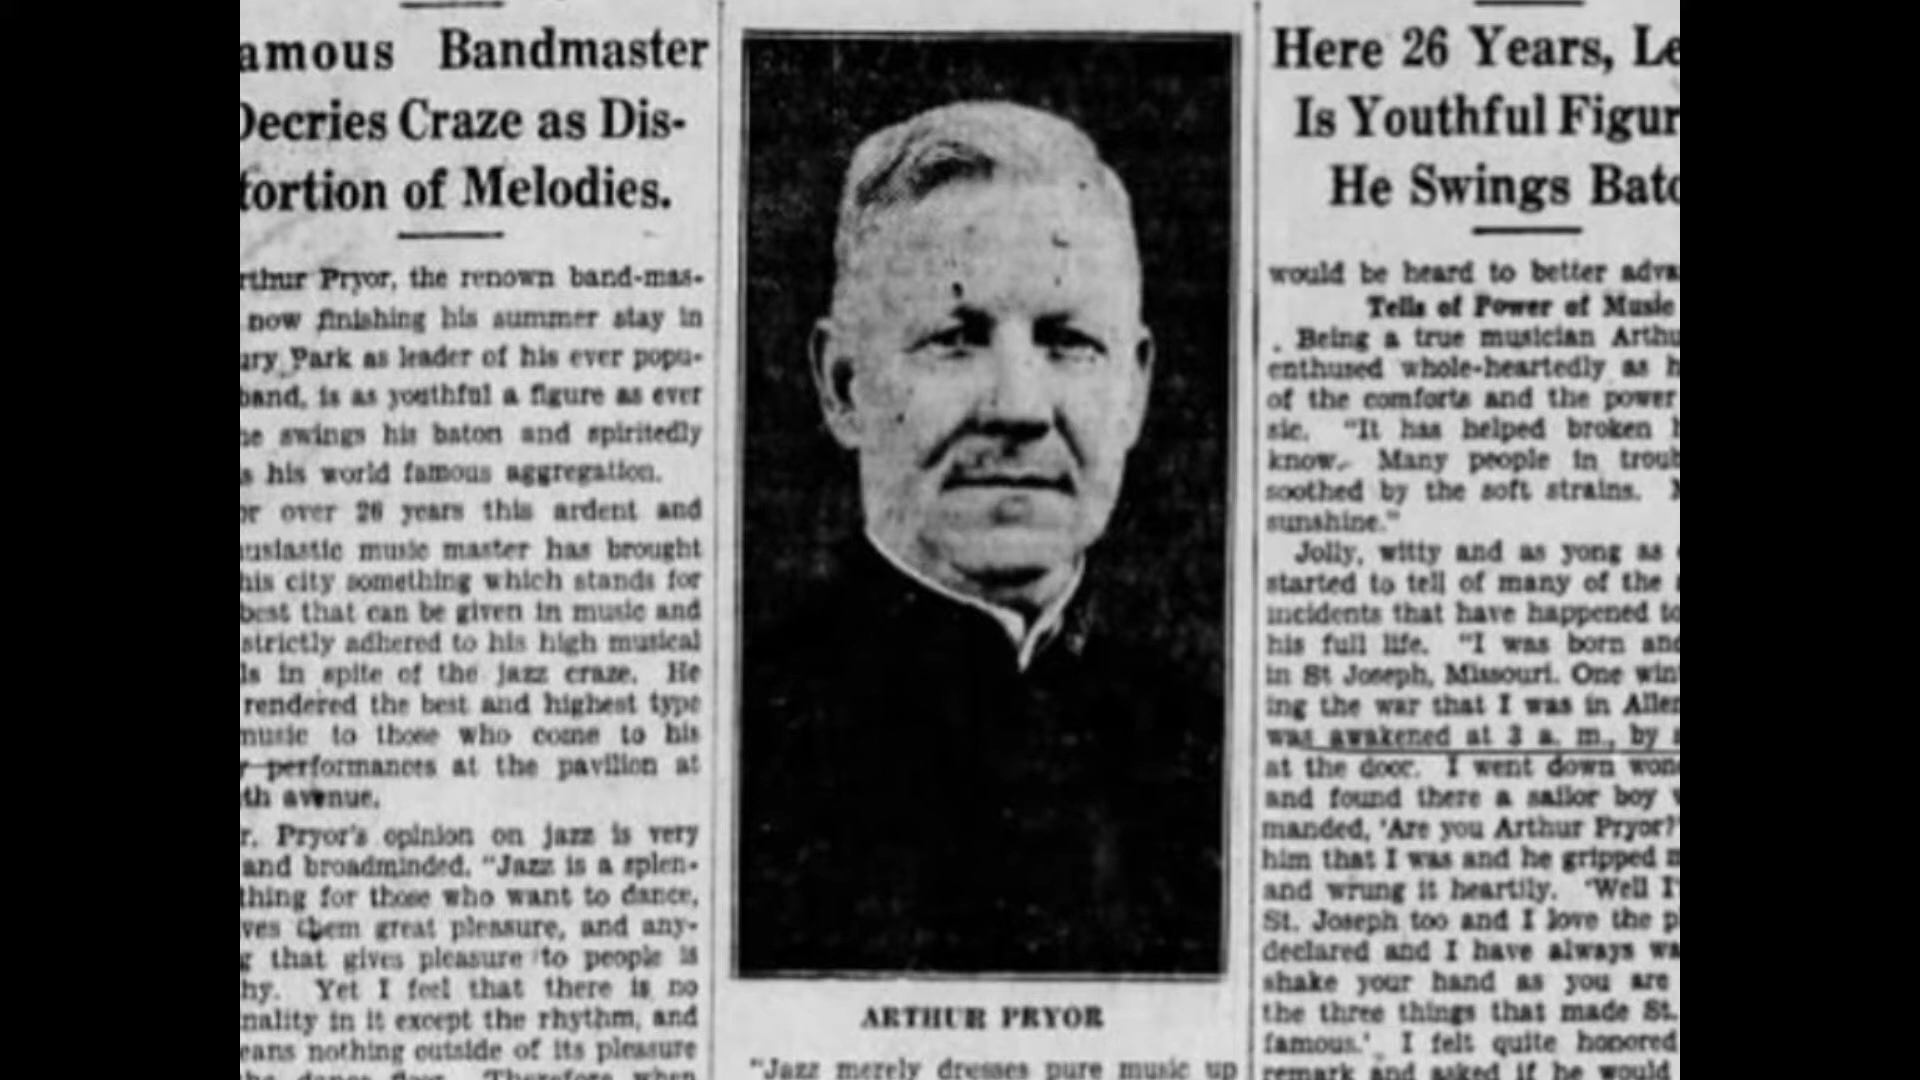 amous Bandmaster
Decries Craze as Dis-
tortion of Melodies.
rthur Pryor, the renown band-mas-
now finishing his summer stay in
ury Park as leader of his ever popu-
band, is as youthful a figure as ever
he swings his baton and spiritedly
s his world famous aggregation.
or over 26 years this ardent and
usiastic music master has brought
his city something which stands for
best that can be given in music and
strictly adhered to his high musical
ls in spite of the jazz craze. He
rendered the best and highest type
music to those who come to his
performances at the pavilion at
th avenue.
r. Pryor's opinion on jazz is very
and broadminded. "Jazz is a splen-
thing for those who want to dance,
ves them great pleasure, and any-
g that gives pleasure to people is
hy. Yet I feel that there is no
nality in it except the rhythm, and
eans nothing outside of its pleasure
the dance floor. Therefore when
ARTHUR PRYOR
"Jazz merely dresses pure music up
Here 26 Years, Le
Is Youthful Figur
He Swings Bato
would be heard to better adva
Tells of Power of Music
Being a true musician Arthu
enthused whole-heartedly as h
of the comforts and the power
sic. "It has helped broken h
know. Many people in troub
soothed by the soft strains. M
sunshine."
Jolly, witty and as yong as
started to tell of many of the
incidents that have happened to
his full life. "I was born and
in St Joseph, Missouri. One win
ing the war that I was in Allen
was awakened at 3 a. m., by
at the door. I went down won
and found there a sailor boy
manded, 'Are you Arthur Pryor?'
him that I was and he gripped m
and wrung it heartily. 'Well I'
St. Joseph too and I love the p
declared and I have always wa
shake your hand as you are
the three things that made St.
famous.' I felt quite honored
remark and asked if he would